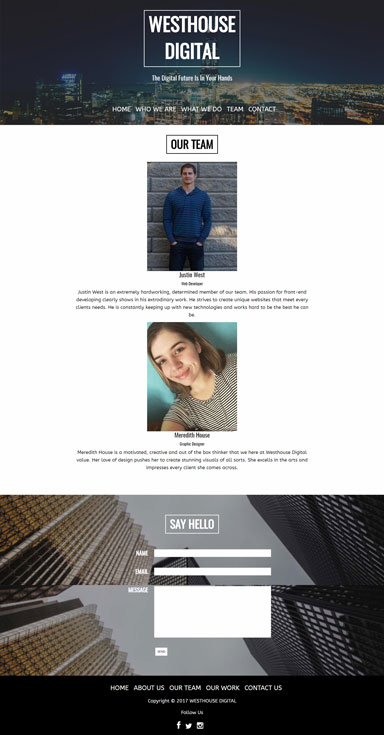 WESTHOUSE
DIGITAL
The Digital Future Is In Your Hands
HOME WHO WE ARE WHAT WE DO TEAM CONTACT
OUR TEAM
Justin West
Web Developer
Justin West is an extremely hardworking, determined member of our team. His passion for front-end
developing clearly shows in his extrodinary work. He strives to create unique websites that meet every
clients needs. He is constantly keeping up with new technologies and works hard to be the best he can
be.
Meredith House
Graphic Designer
Meredith House is a motivated, creative and out of the box thinker that we here at Westhouse Digital
value. Her love of design pushes her to create stunning visuals of all sorts. She excells in the arts and
impresses every client she comes across.
SAY HELLO
NAME
EMAIL
MESSAGE
HOME ABOUT US OUR TEAM OUR WORK CONTACT US
Copyright © 2017 WESTHOUSE DIGITAL
Follow Us